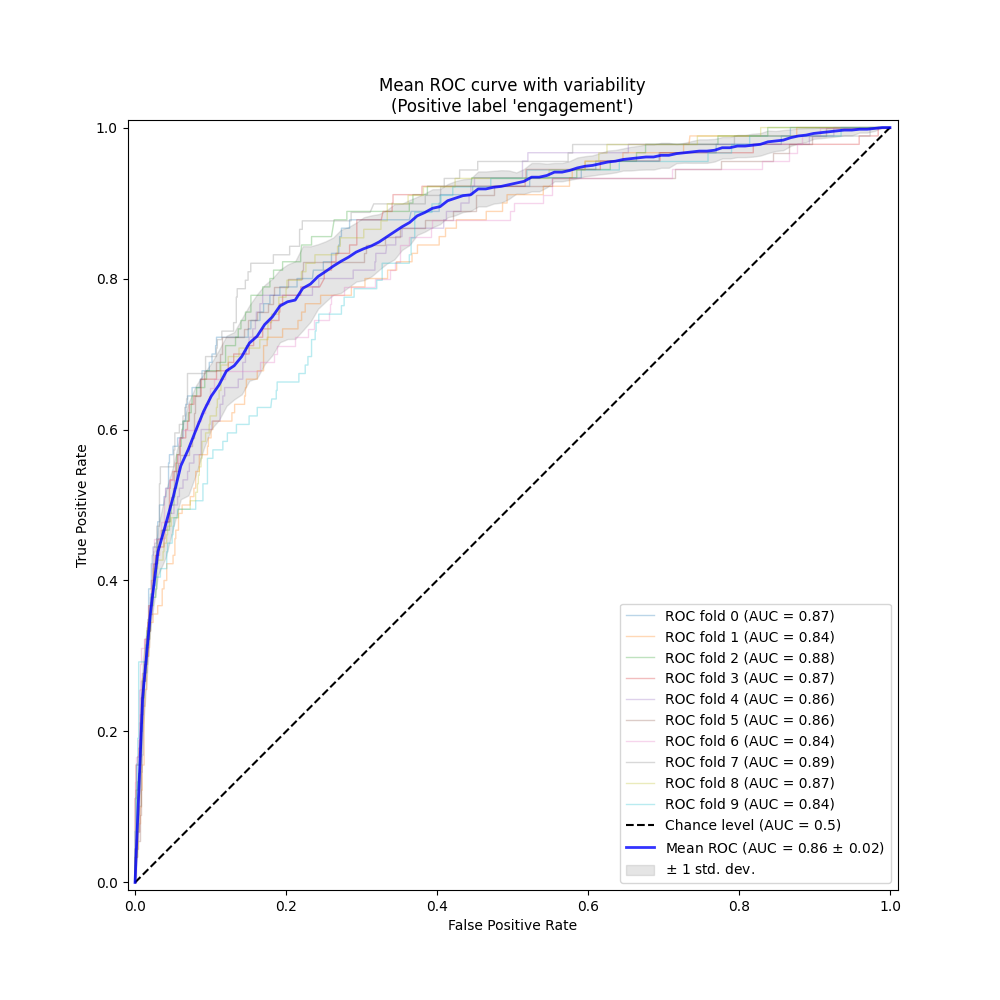 Mean ROC curve with variability
(Positive label 'engagement')
1.0
0.8
0.6
0.4
0.2
0.0
True Positive Rate
0.0 0.2 0.4 0.6 0.8 1.0
False Positive Rate
ROC fold 0 (AUC = 0.87)
ROC fold 1 (AUC = 0.84)
ROC fold 2 (AUC = 0.88)
ROC fold 3 (AUC = 0.87)
ROC fold 4 (AUC = 0.86)
ROC fold 5 (AUC = 0.86)
ROC fold 6 (AUC = 0.84)
ROC fold 7 (AUC = 0.89)
ROC fold 8 (AUC = 0.87)
ROC fold 9 (AUC = 0.84)
Chance level (AUC = 0.5)
Mean ROC (AUC = 0.86 ± 0.02)
± 1 std. dev.